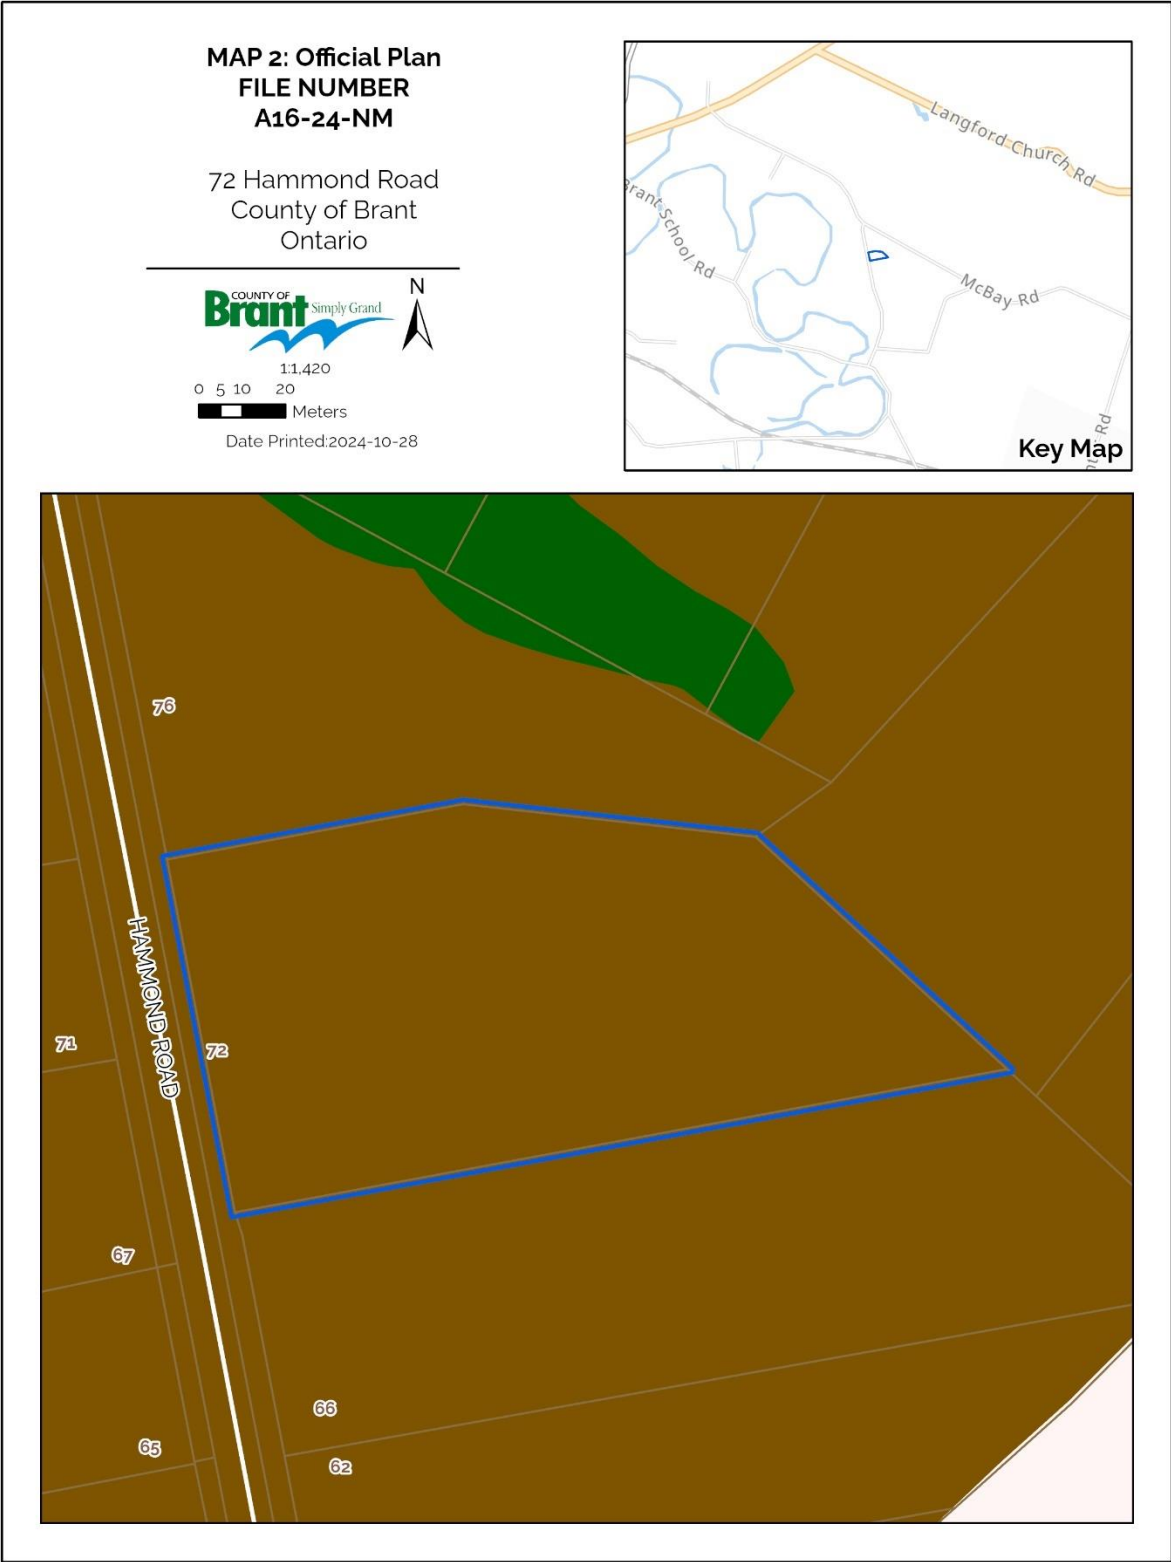 MAP 2: Official Plan
FILE NUMBER
A16-24-NM
72 Hammond Road
County of Brant
Ontario
COUNTY OF
Brant Simply Grand
N
1:1,420
0 5 10 20
Meters
Date Printed:2024-10-28
Langford Church Rd
Brant School Rd
McBay Rd
Rd
Key Map
76
HAMMOND ROAD
71
72
67
66
65
62